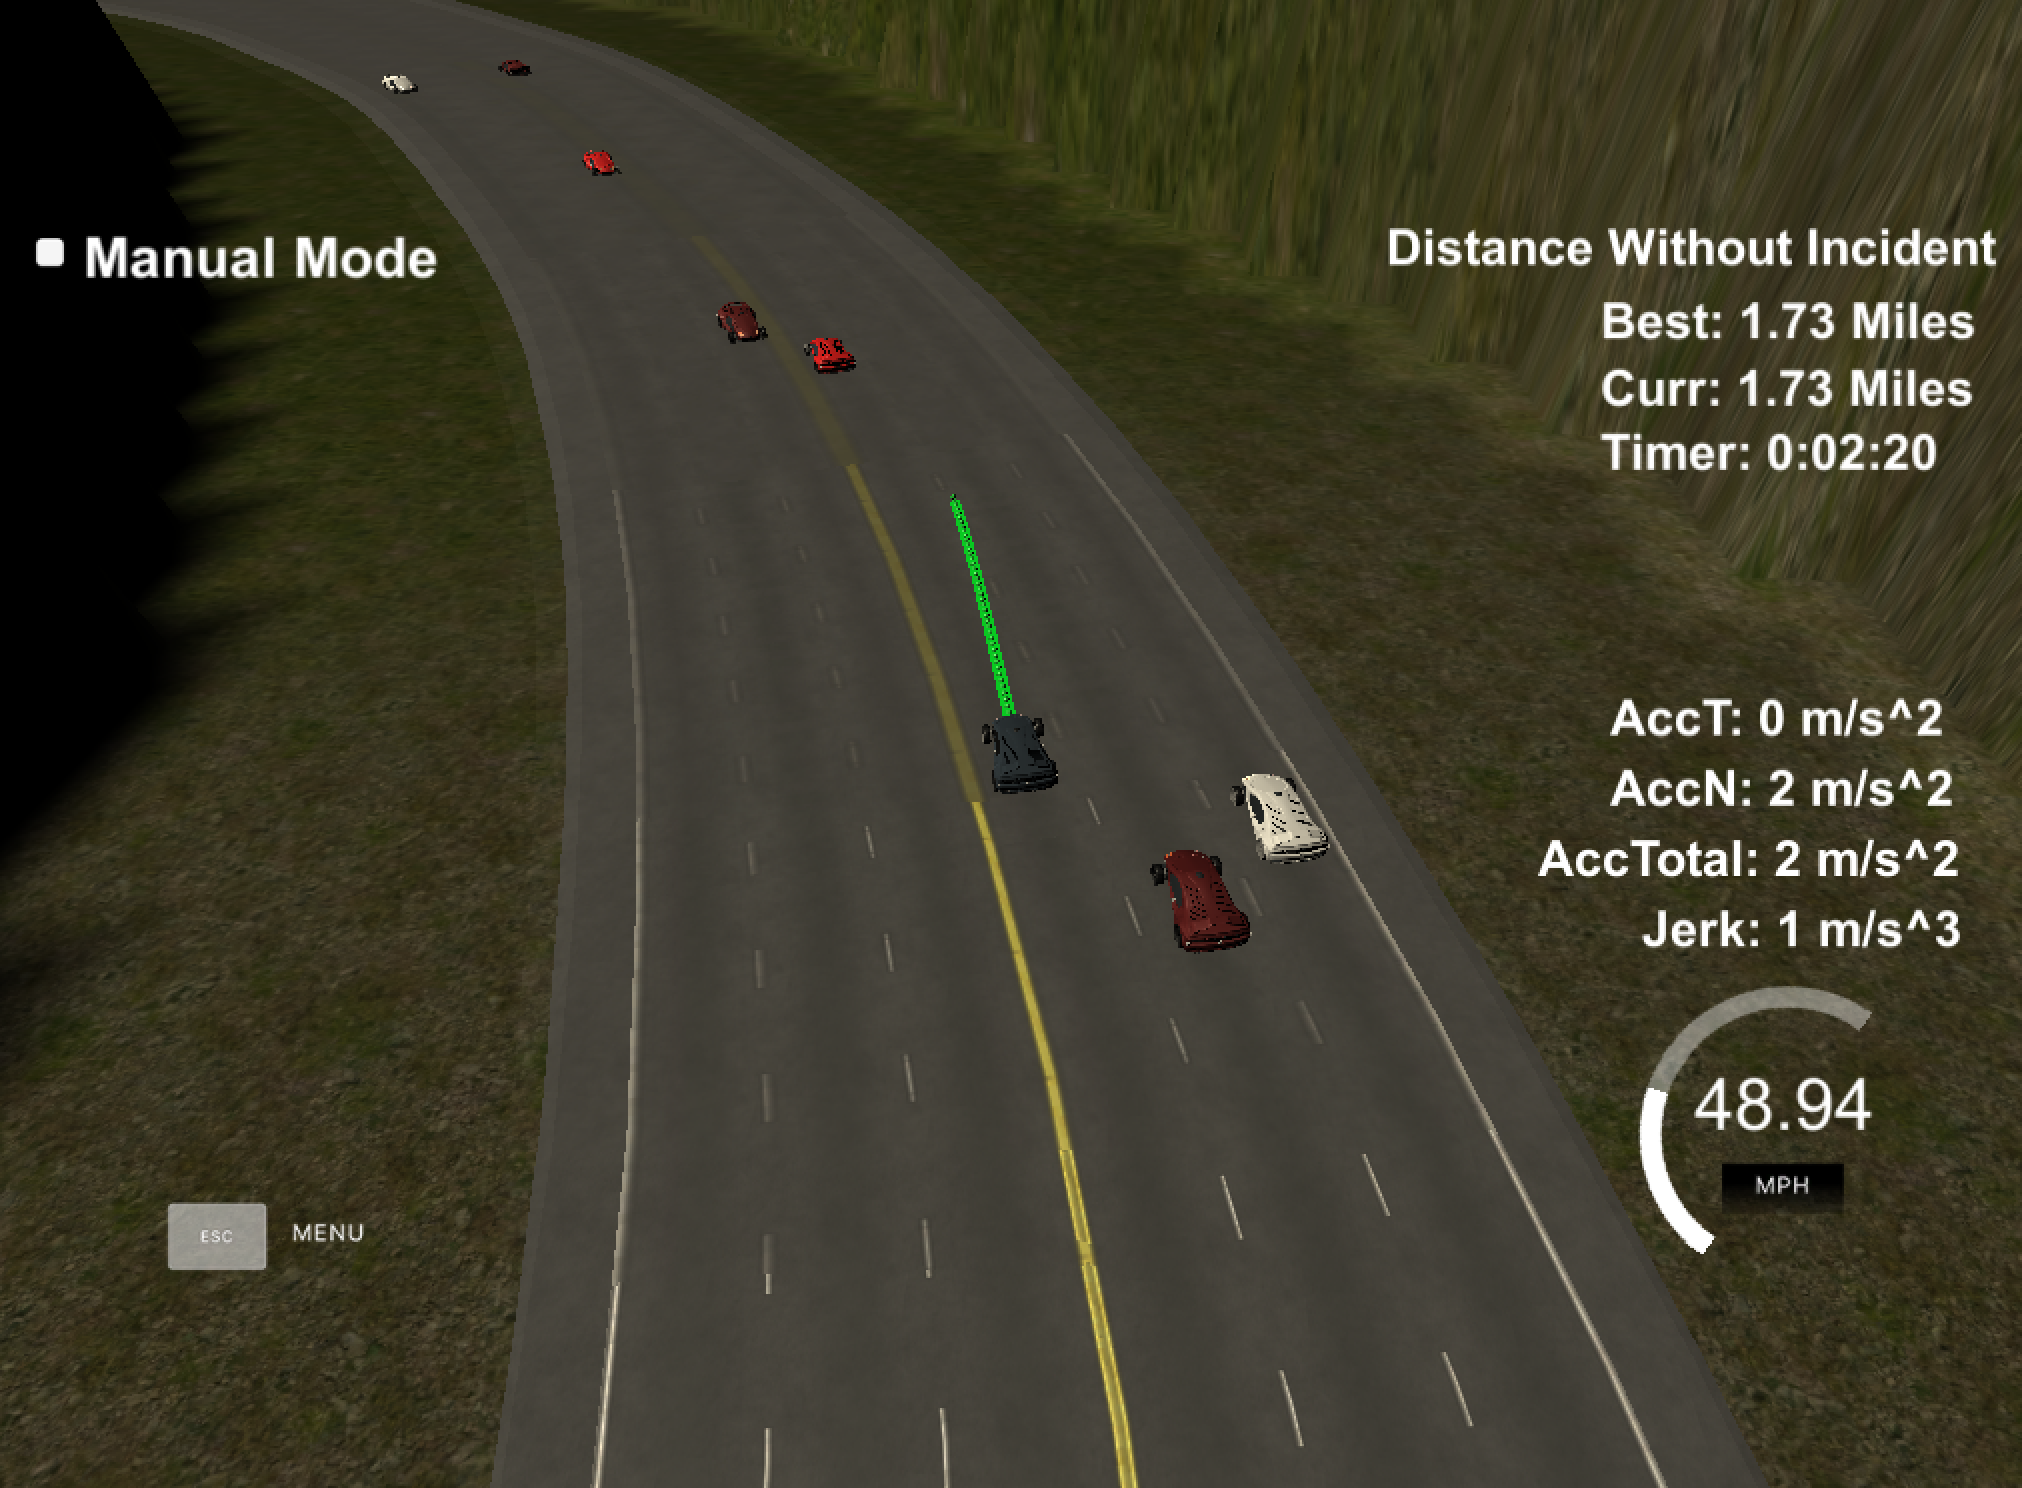 Manual Mode
Distance Without Incident
Best: 1.73 Miles
Curr: 1.73 Miles
Timer: 0:02:20
AccT: 0 m/s^2
AccN: 2 m/s^2
AccTotal: 2 m/s^2
Jerk: 1 m/s^3
48.94
MPH
ESC MENU